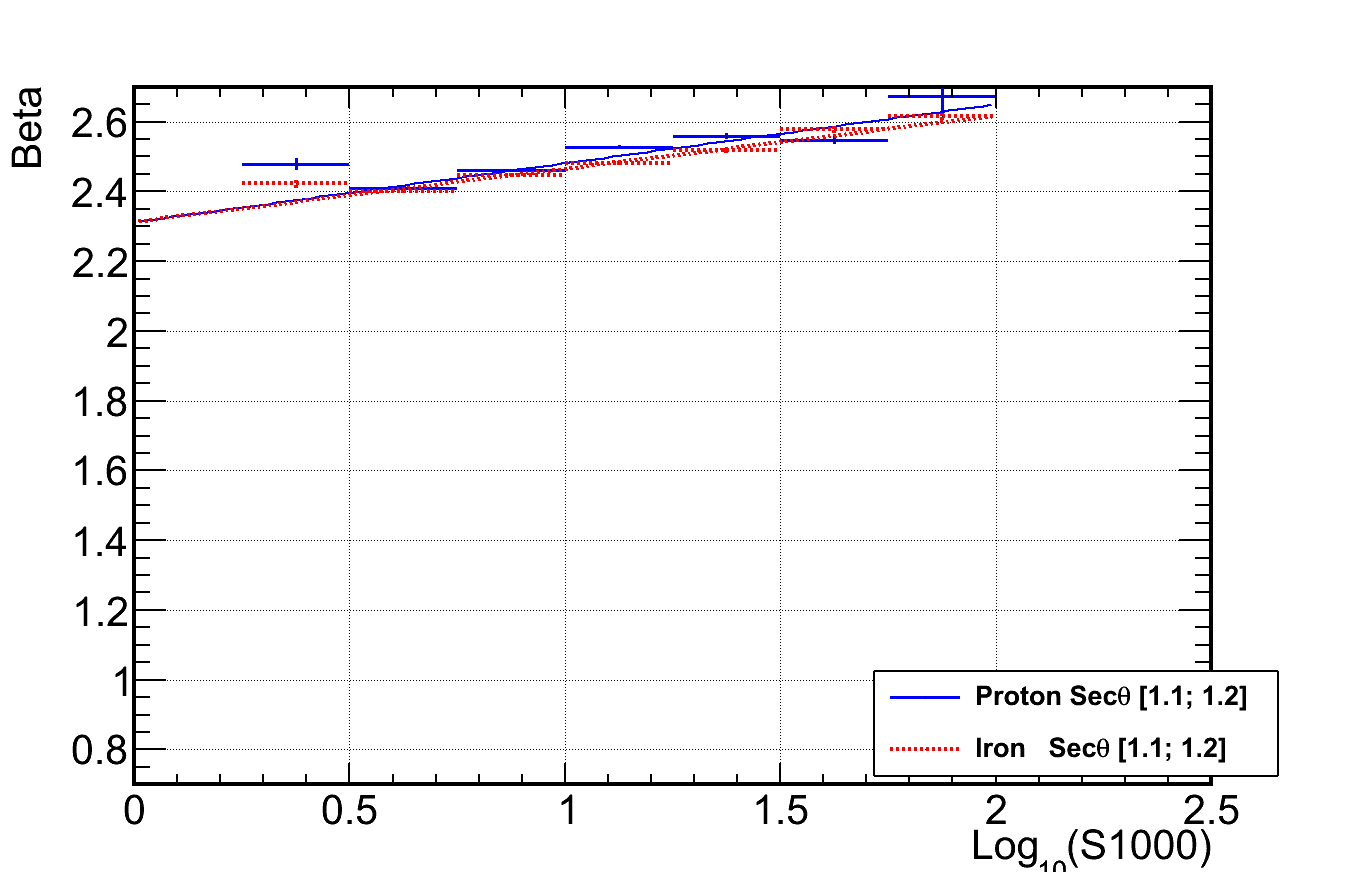 Beta
2.6
2.4
2.2
2
1.8
1.6
1.4
1.2
1
0.8
Proton Secθ [1.1; 1.2]
Iron Secθ [1.1; 1.2]
0 0.5 1 1.5 2 2.5
Log10(S1000)